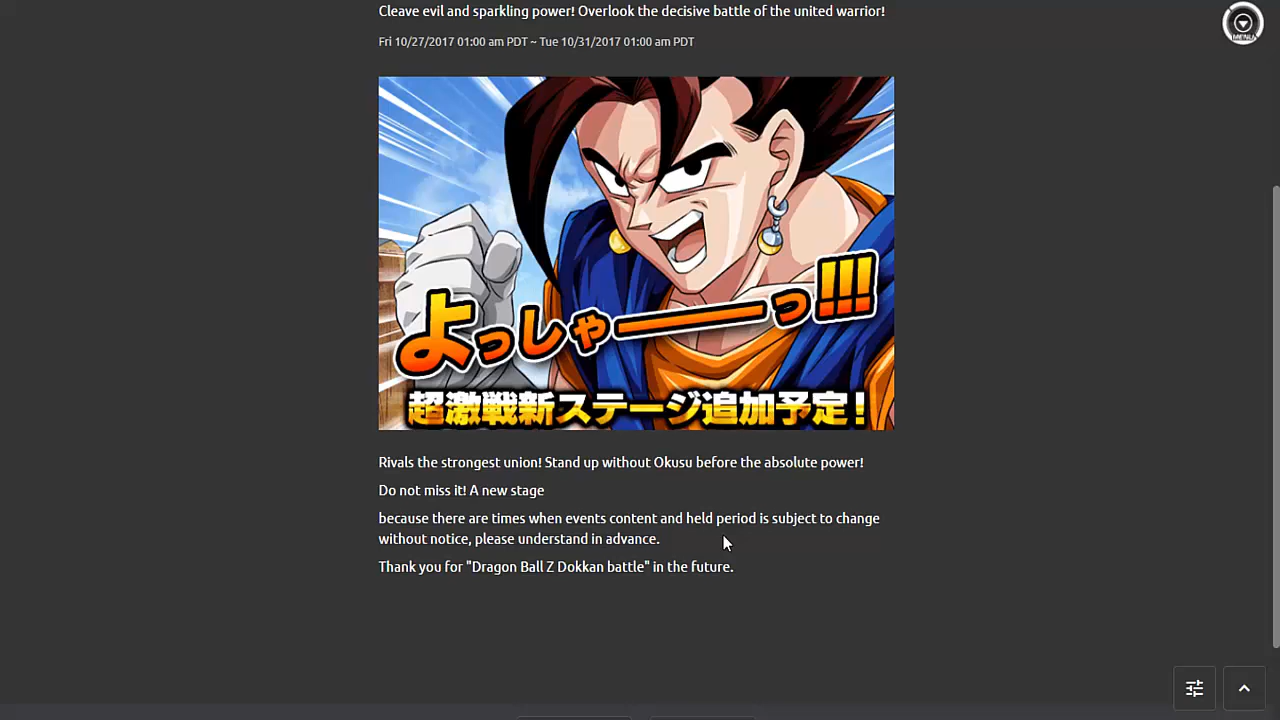 Cleave evil and sparkling power! Overlook the decisive battle of the united warrior!
Fri 10/27/2017 01:00 am PDT ~ Tue 10/31/2017 01:00 am PDT
MENU
よっしゃーーっ!!!
超激戦新ステージ追加予定!
Rivals the strongest union! Stand up without Okusu before the absolute power!
Do not miss it! A new stage
because there are times when events content and held period is subject to change
without notice, please understand in advance.
Thank you for "Dragon Ball Z Dokkan battle" in the future.